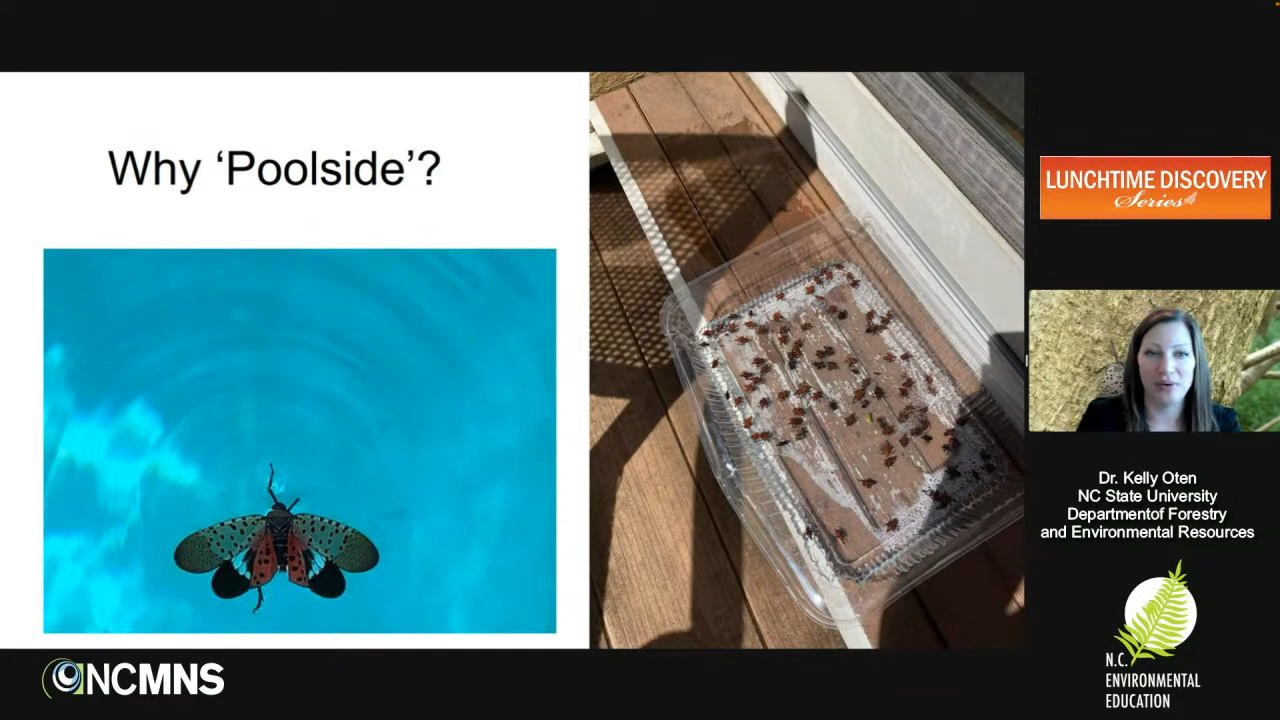 Why ‘Poolside’?
LUNCHTIME DISCOVERY
Series
Dr. Kelly Oten
NC State University
Departmentof Forestry
and Environmental Resources
NCMNS
N.C.
ENVIRONMENTAL
EDUCATION